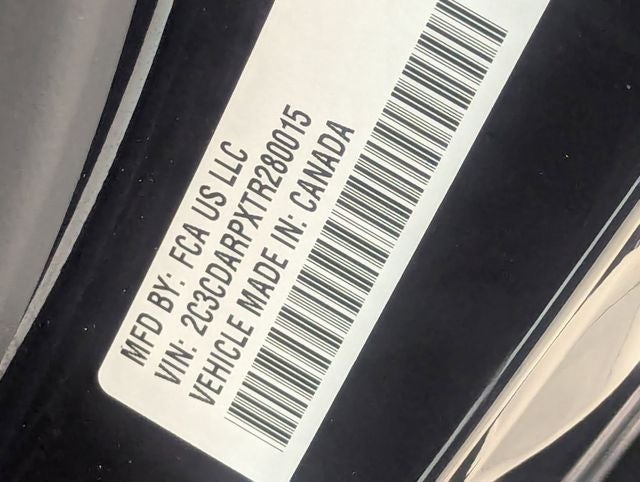 MFD BY: FCA US LLC
VIN: 2C3CDARPXTR280015
VEHICLE MADE IN: CANADA